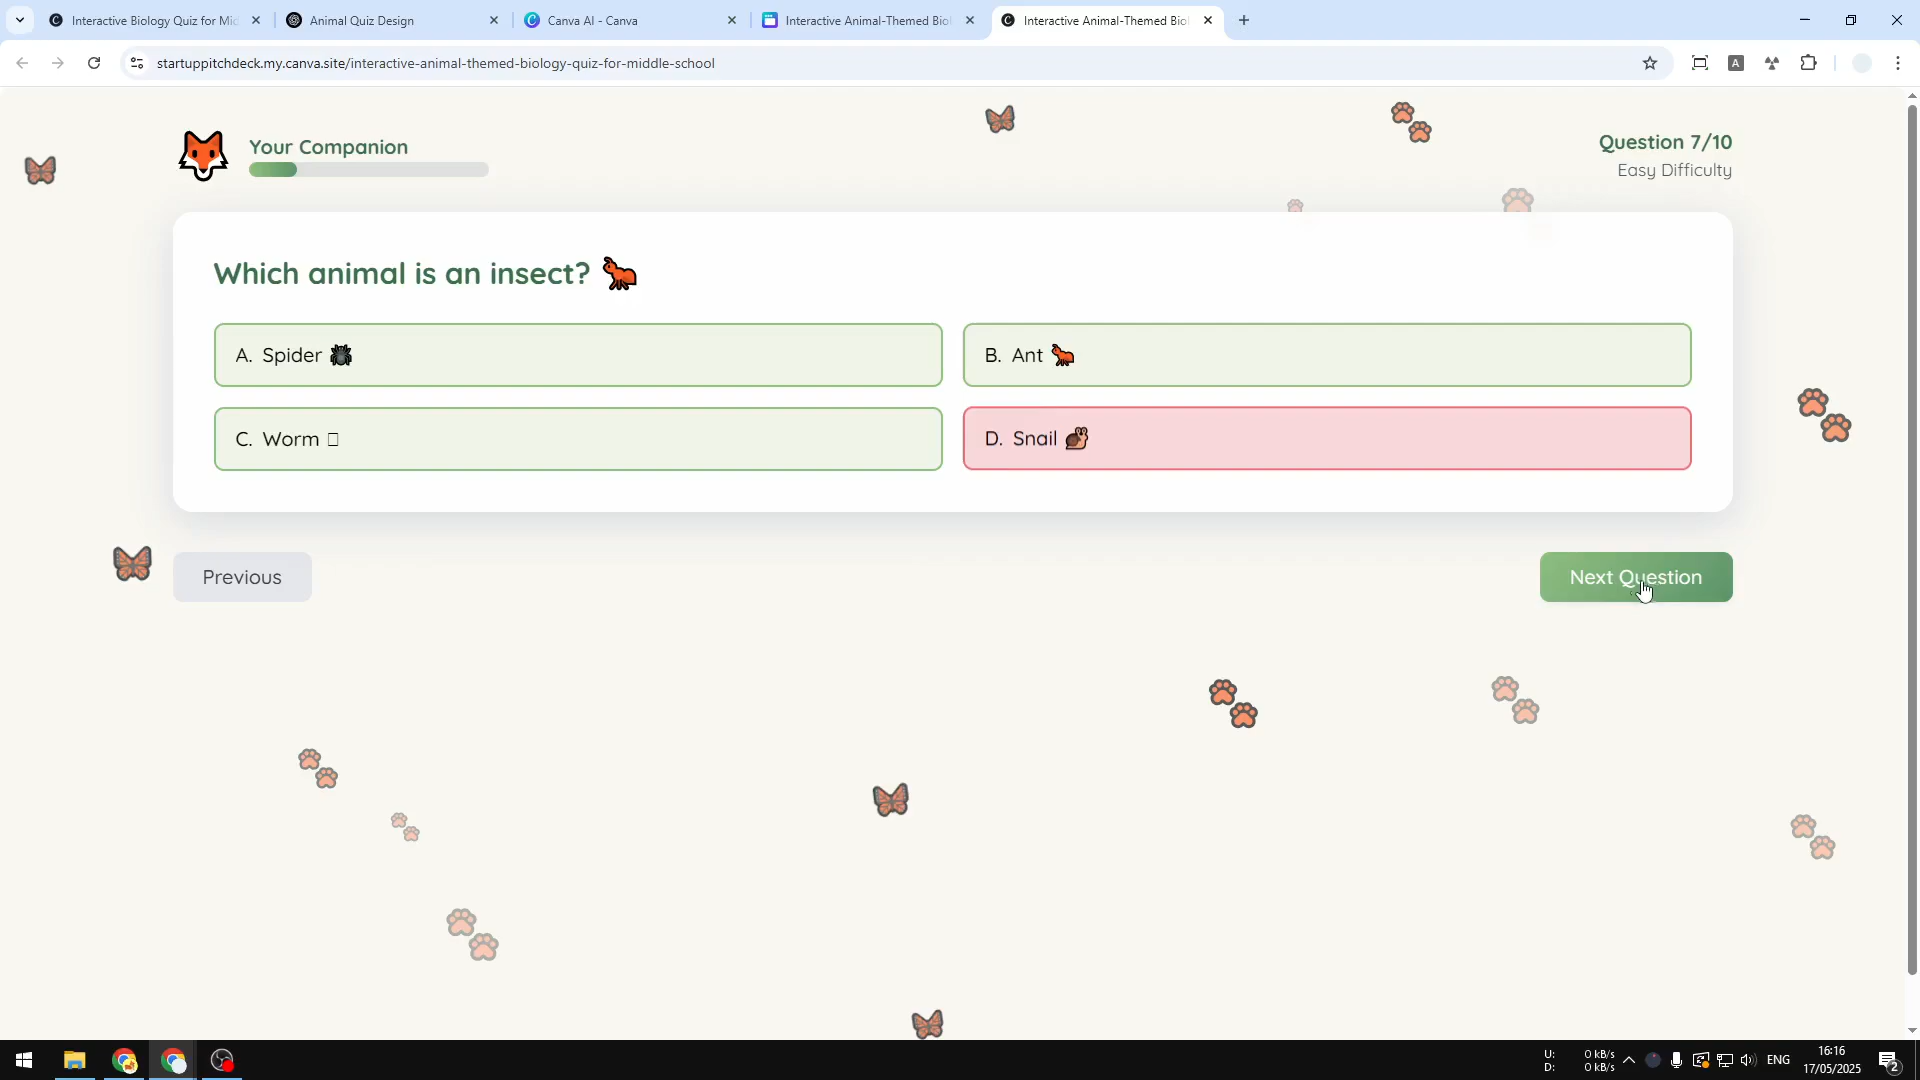 Interactive Biology Quiz for Mi
Animal Quiz Design
Canva AI - Canva
Interactive Animal-Themed Bio
Interactive Animal-Themed Bio
startuppitchdeck.my.canva.site/interactive-animal-themed-biology-quiz-for-middle-school
A
Your Companion
Question 7/10
Easy Difficulty
Which animal is an insect?
A. Spider
B. Ant
C. Worm
D. Snail
Previous
Next Question
U: 0 kB/s
D: 0 kB/s
ENG
16:16
17/05/2025
2